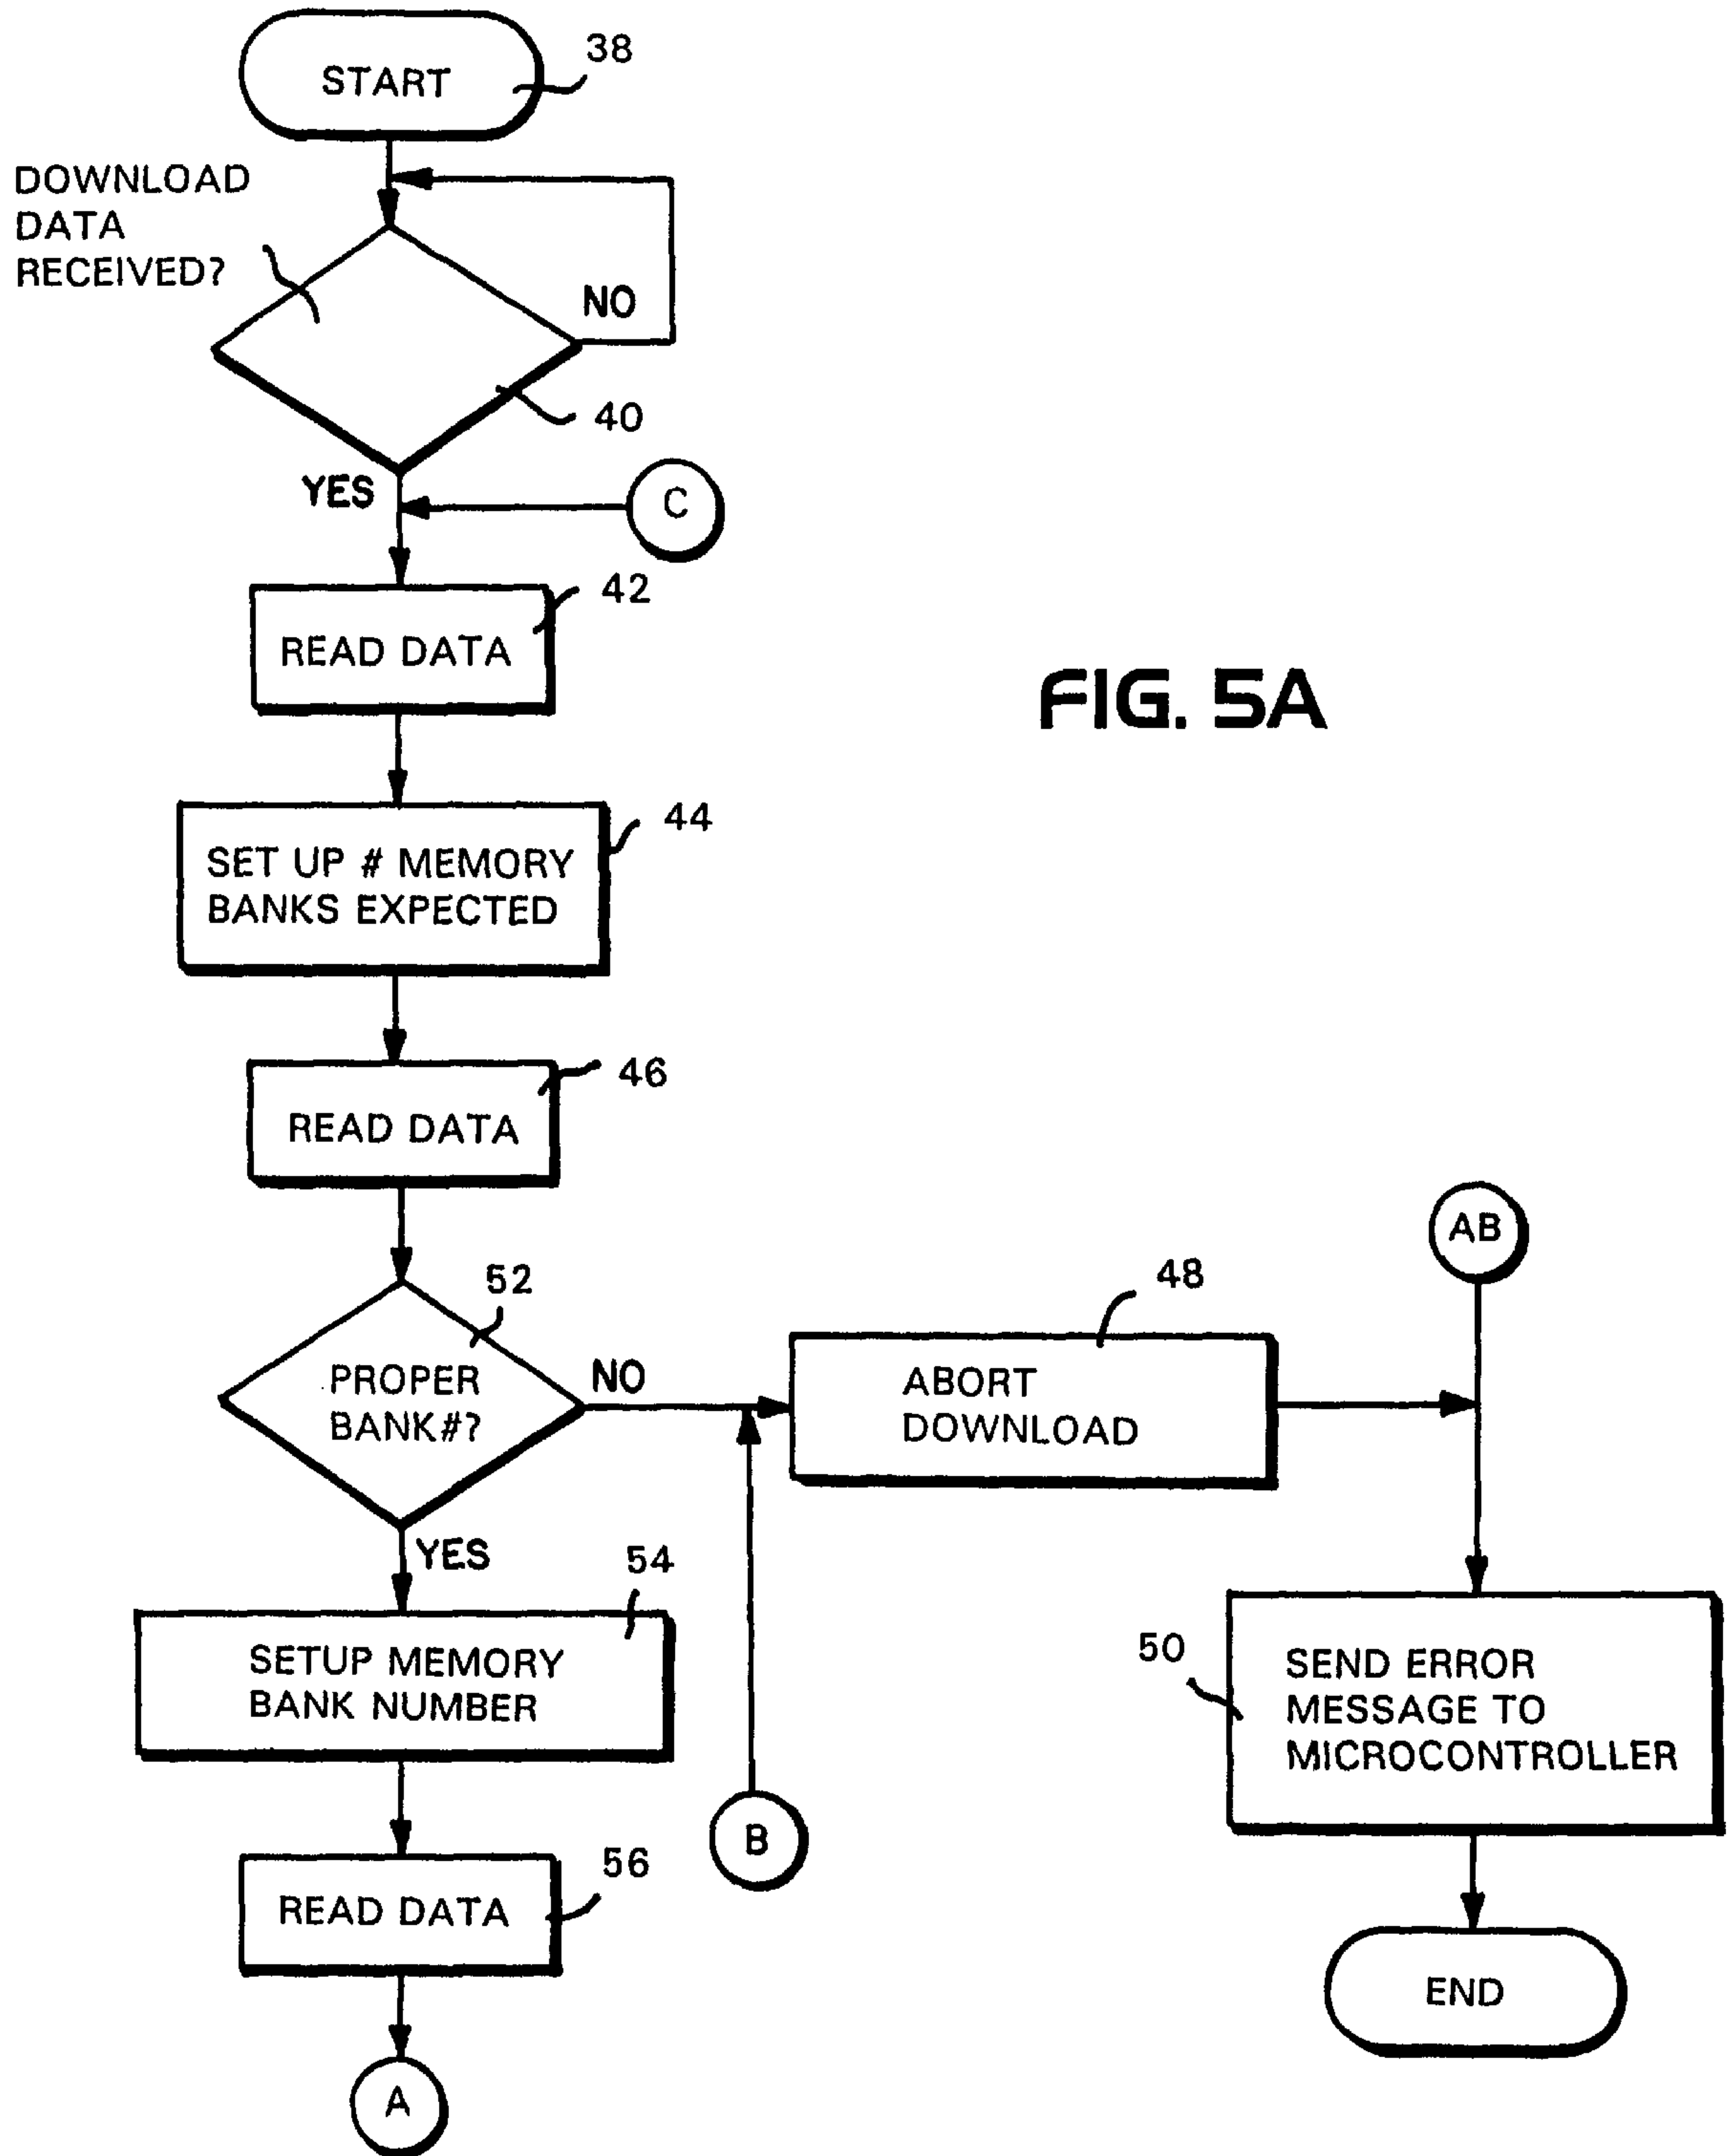 START
38
DOWNLOAD
DATA
RECEIVED?
NO
40
YES
C
42
READ DATA
FIG. 5A
44
SET UP # MEMORY
BANKS EXPECTED
46
READ DATA
AB
52
48
PROPER
BANK#?
NO
ABORT
DOWNLOAD
YES
54
SETUP MEMORY
BANK NUMBER
50
SEND ERROR
MESSAGE TO
MICROCONTROLLER
B
56
READ DATA
END
A